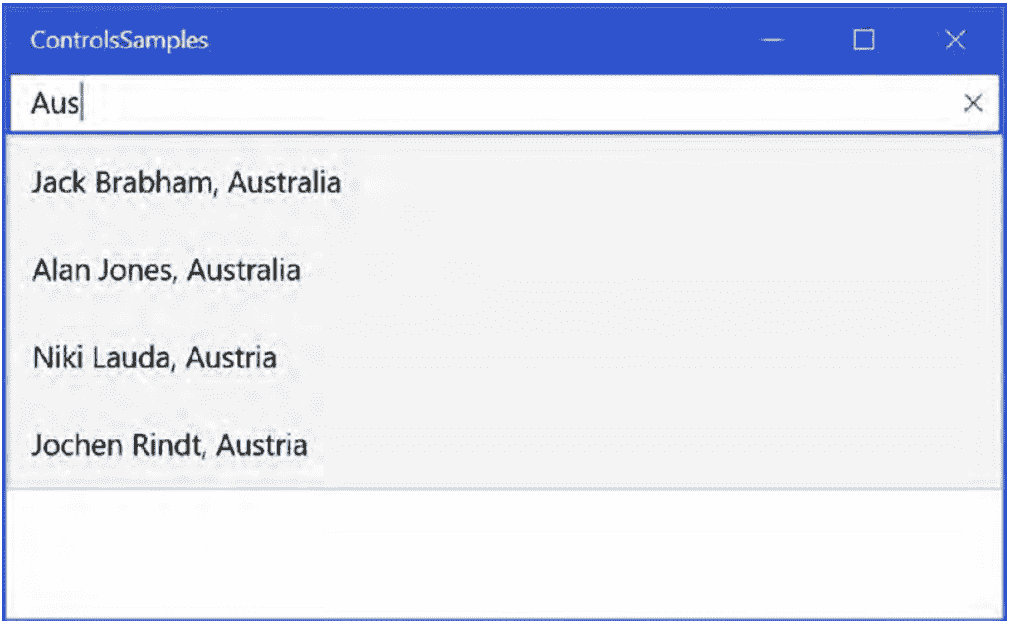 ControlsSamples
Aus
Jack Brabham, Australia
Alan Jones, Australia
Niki Lauda, Austria
Jochen Rindt, Austria